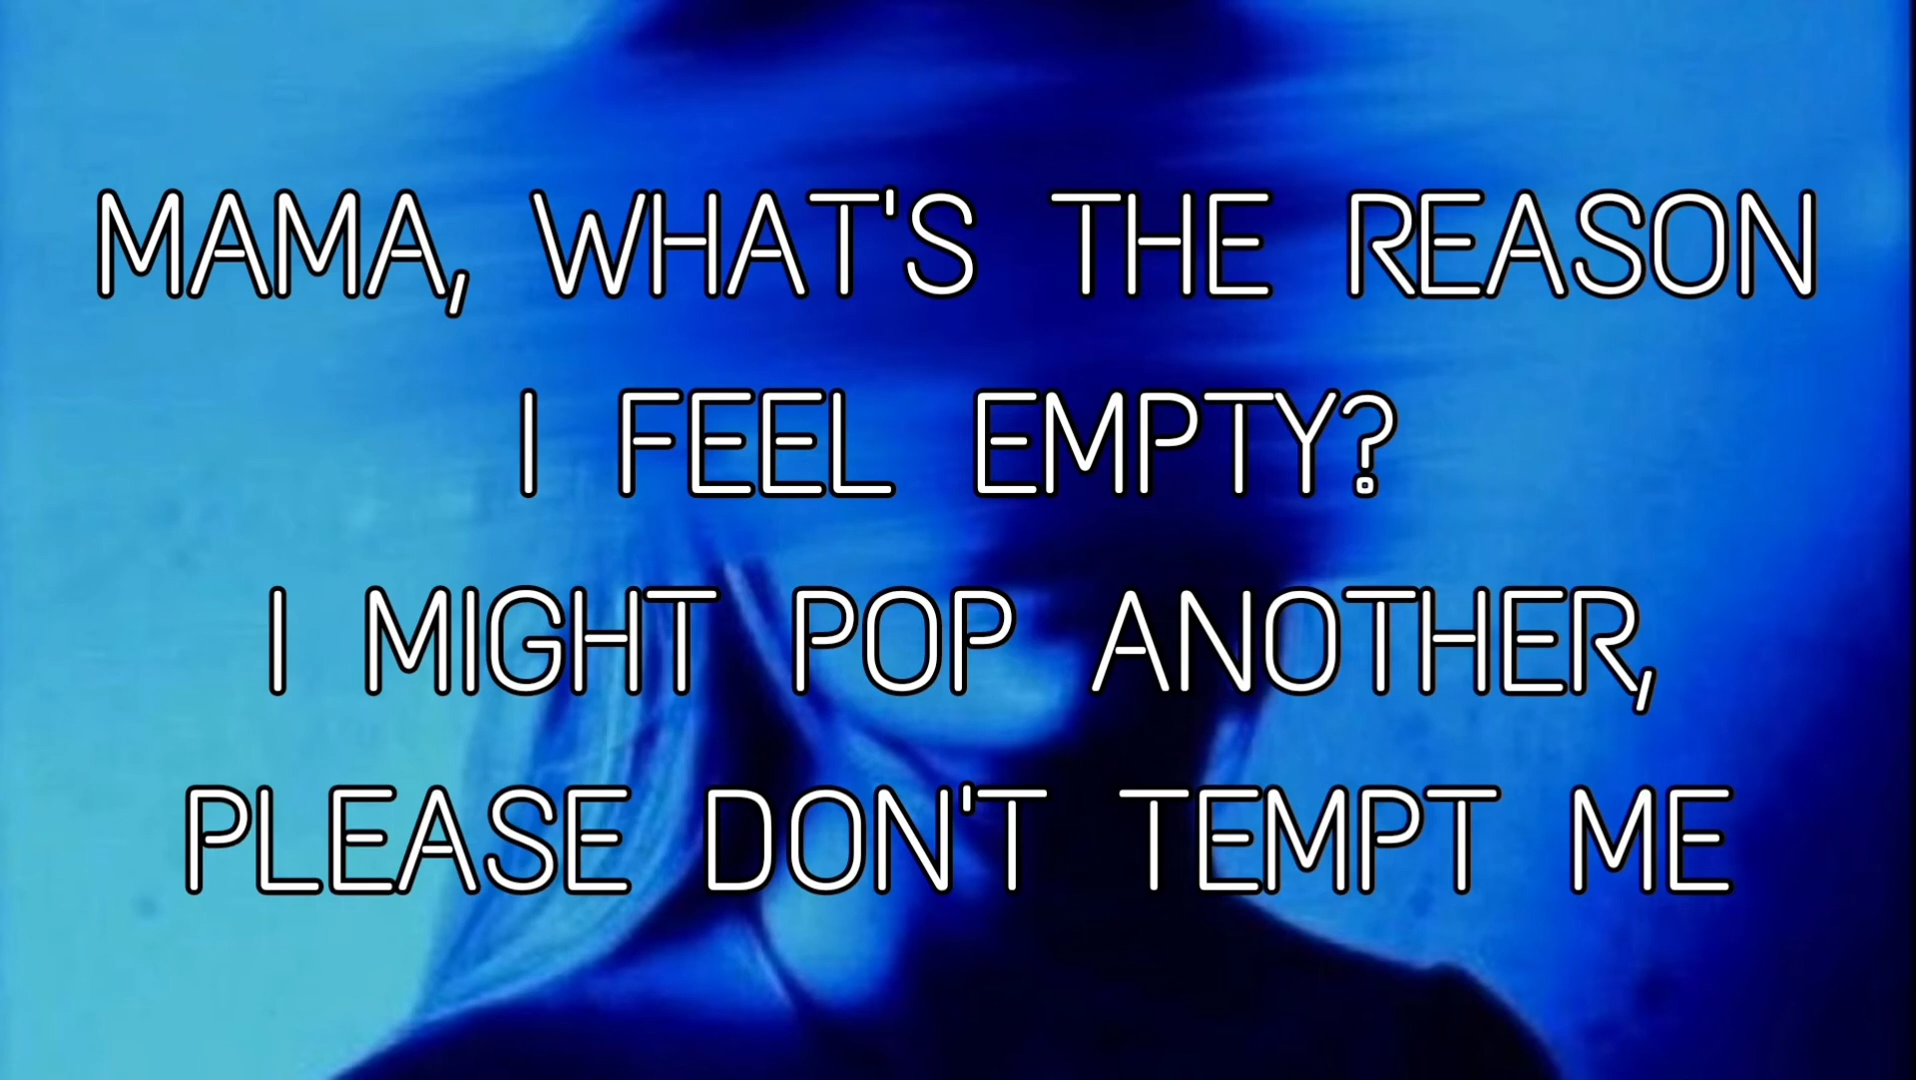 MAMA, WHAT'S THE REASON
I FEEL EMPTY?
I MIGHT POP ANOTHER,
PLEASE DON'T TEMPT ME